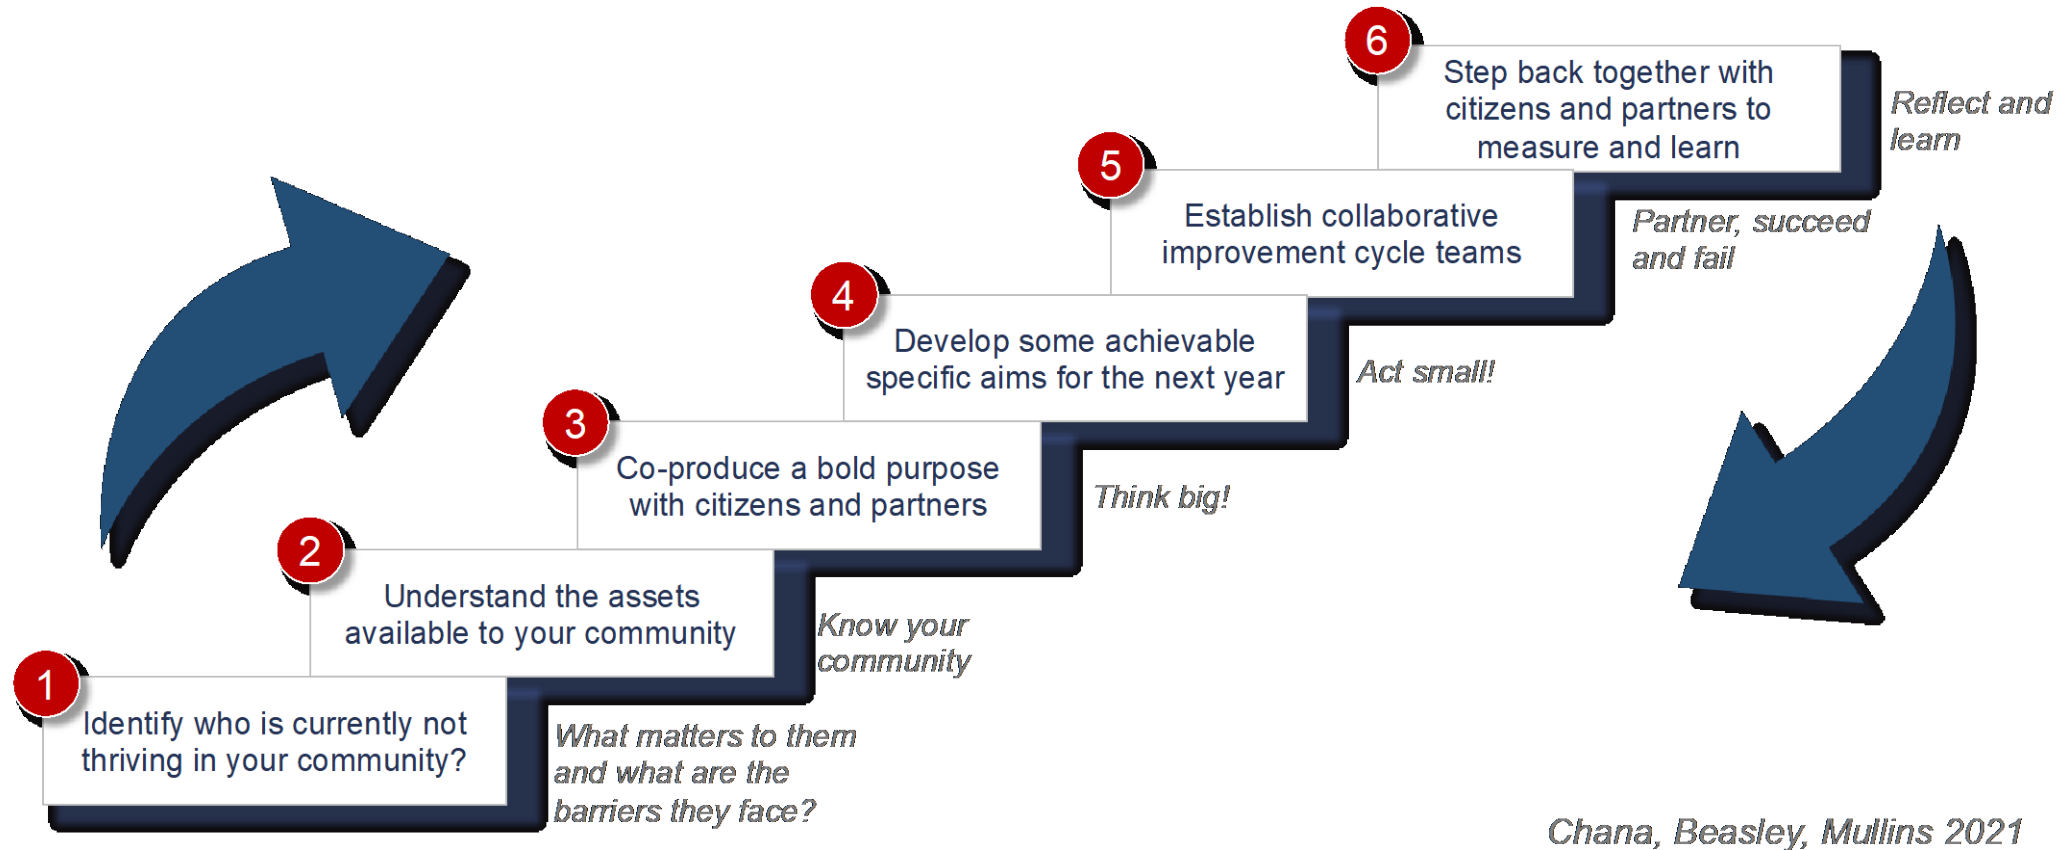 1
Identify who is currently not
thriving in your community?
What matters to them
and what are the
barriers they face?
2
Understand the assets
available to your community
Know your
community
3
Co-produce a bold purpose
with citizens and partners
Think big!
4
Develop some achievable
specific aims for the next year
Act small!
5
Establish collaborative
improvement cycle teams
Partner, succeed
and fail
6
Step back together with
citizens and partners to
measure and learn
Reflect and
learn
Chana, Beasley, Mullins 2021